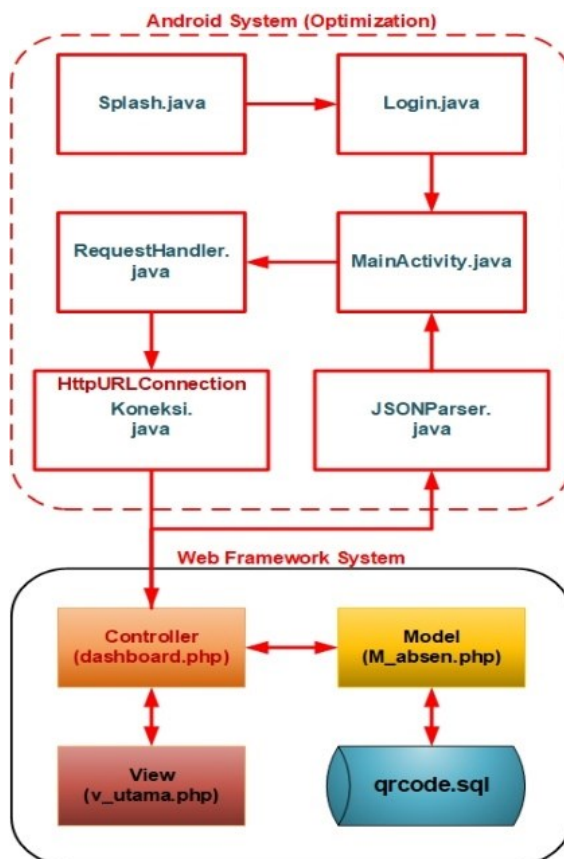 Android System (Optimization)
Splash.java
Login.java
RequestHandler.
java
MainActivity.java
HttpURLConnection
Koneksi.
java
JSONParser.
java
Web Framework System
Controller
(dashboard.php)
Model
(M_absen.php)
View
(v_utama.php)
qrcode.sql